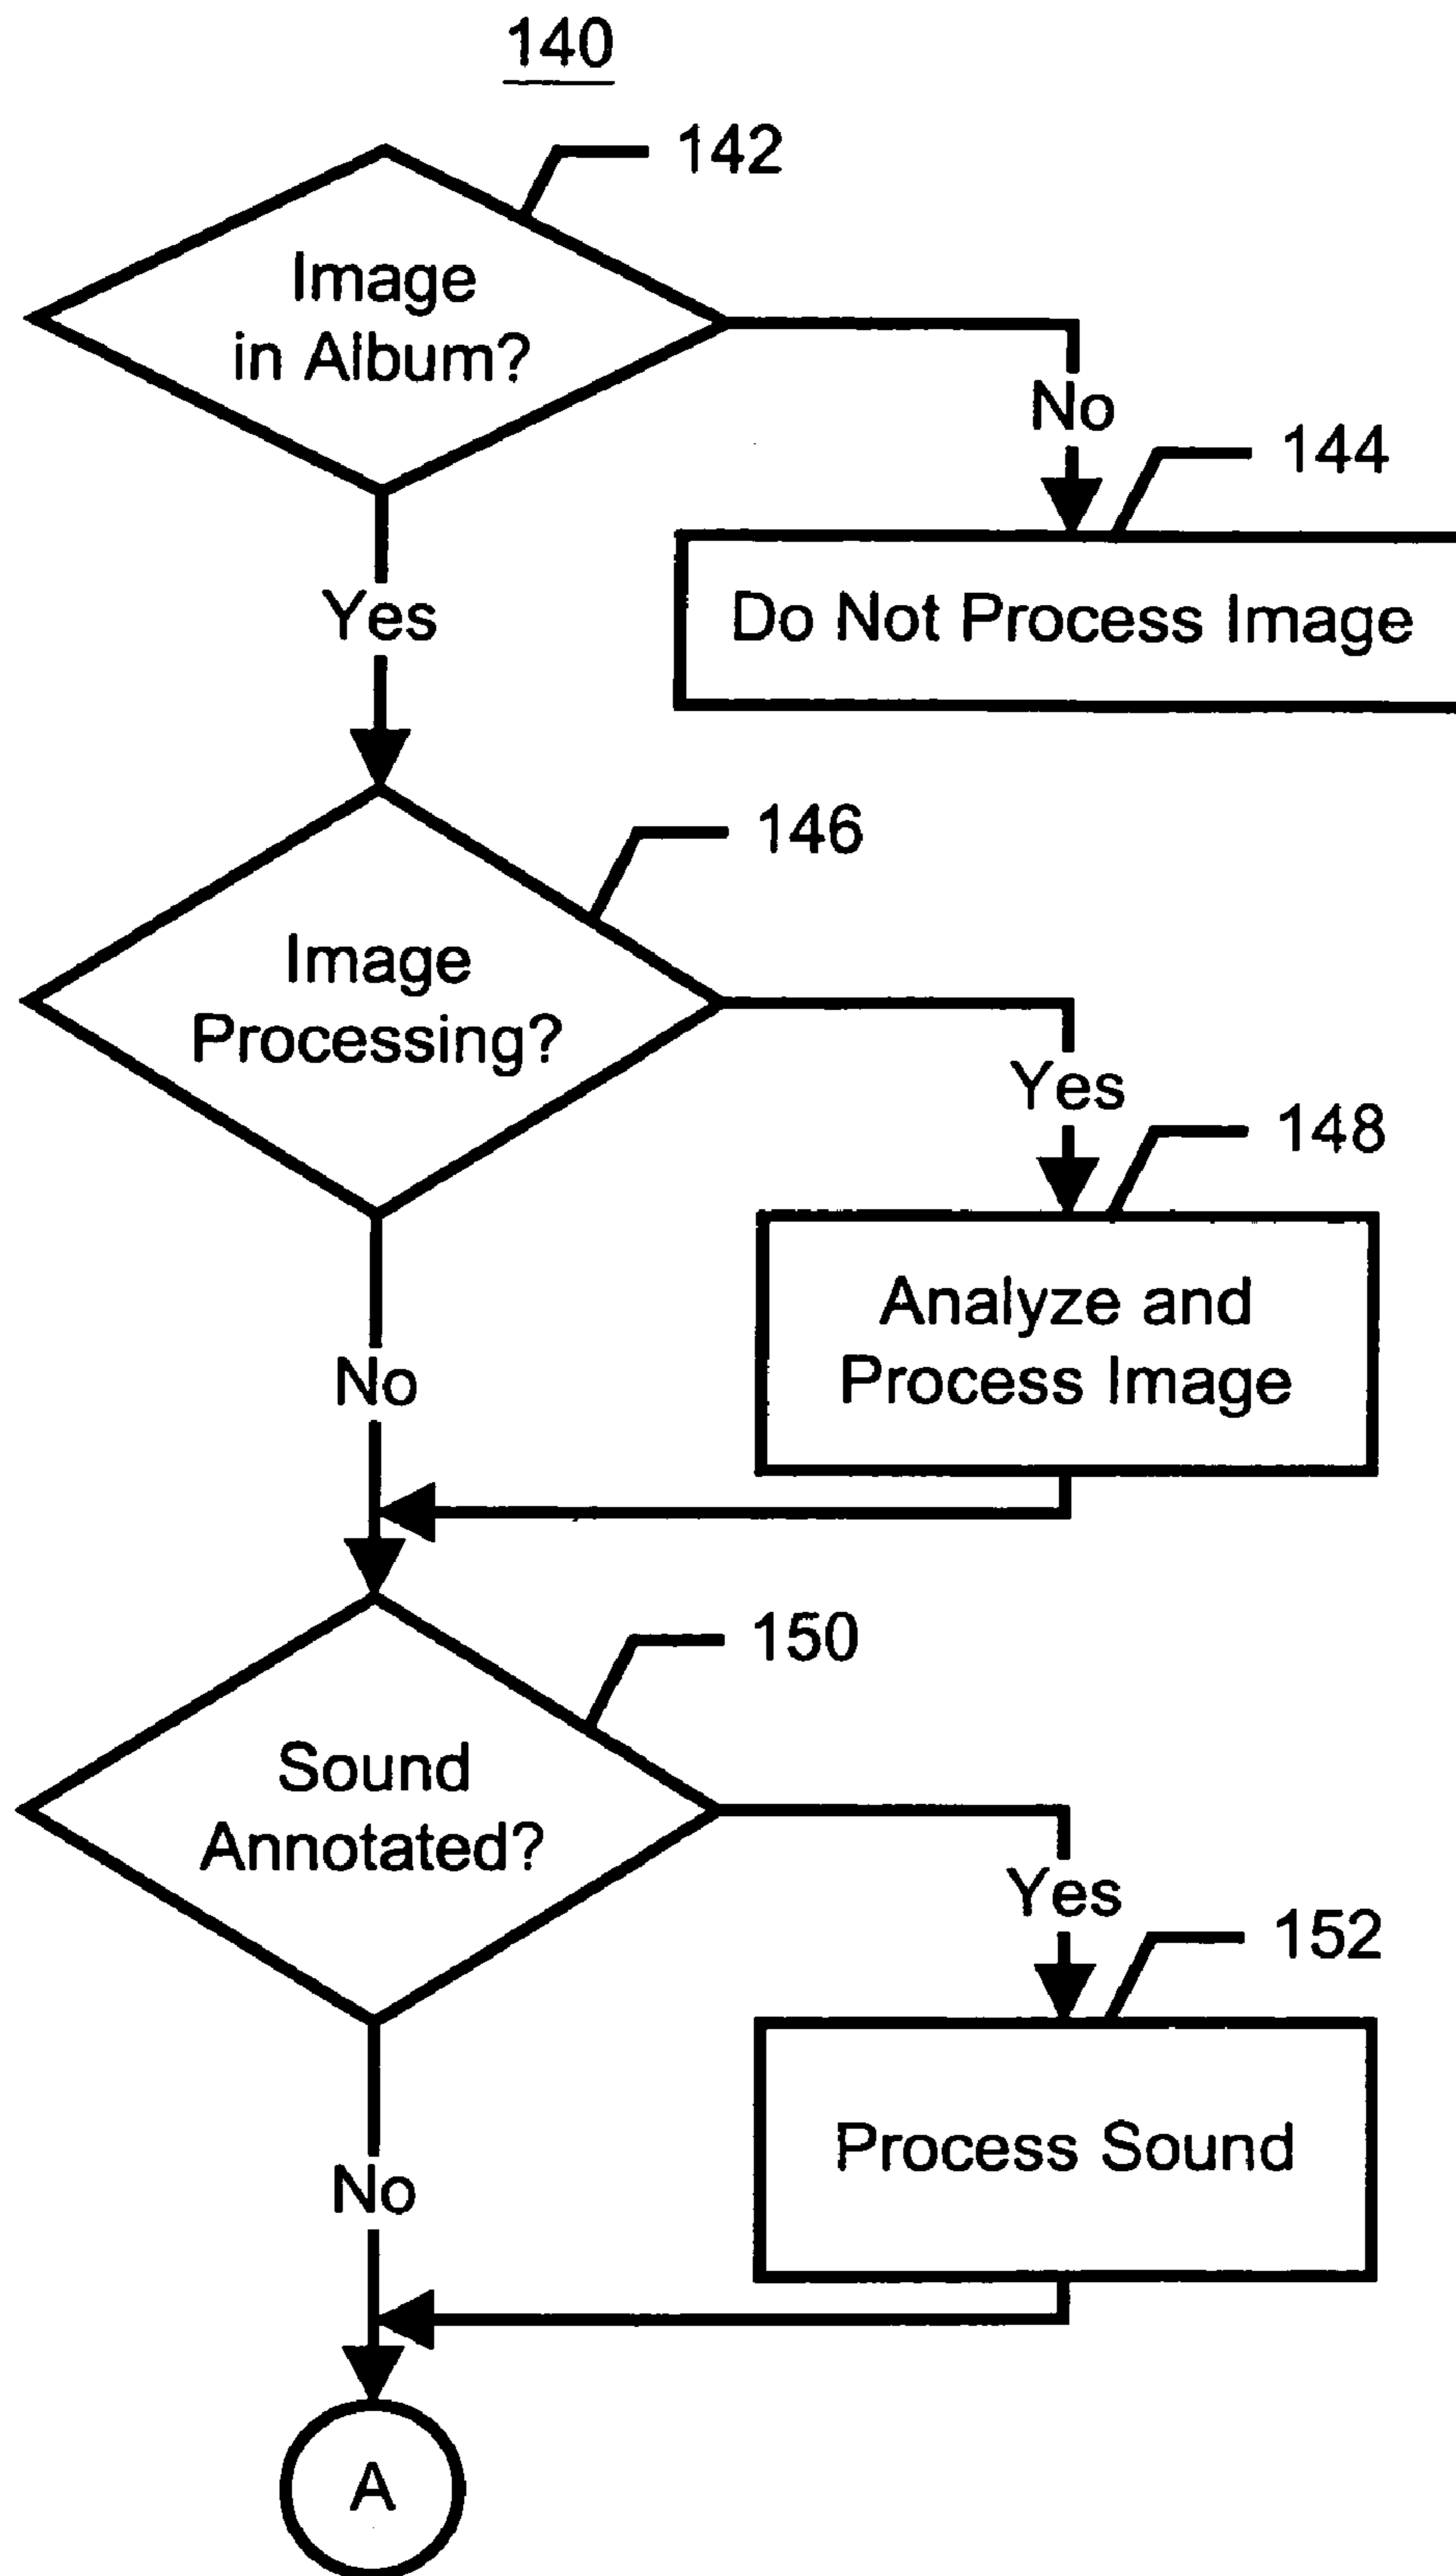 140
142
Image
in Album?
No
144
Do Not Process Image
Yes
146
Image
Processing?
Yes
148
Analyze and
Process Image
No
150
Sound
Annotated?
Yes
152
Process Sound
No
A